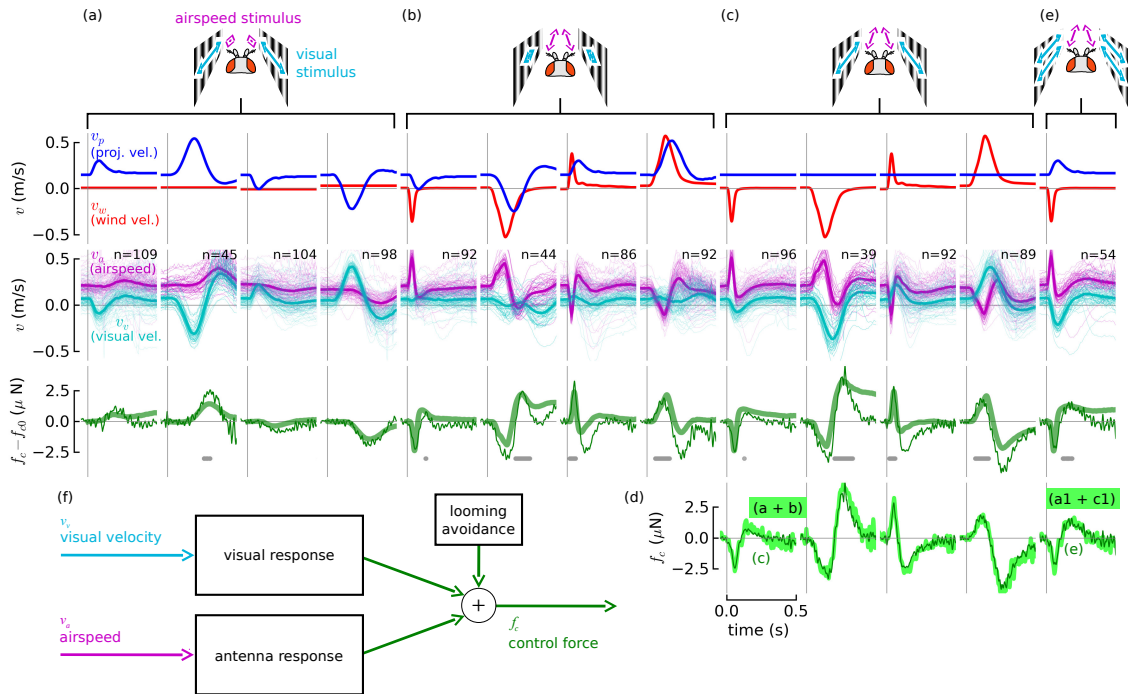 (a)
(b)
(c)
(e)
airspeed stimulus
visual
stimulus
v (m/s)
0.5
0.0
−0.5
v_p
(proj. vel.)
v_w
(wind vel.)
v (m/s)
0.5
0.0
−0.5
v_a
(airspeed)
v_v
(visual vel.
n=109
n=45
n=104
n=98
n=92
n=44
n=86
n=92
n=96
n=39
n=92
n=89
n=54
f_c − f_c0 (μ N)
2.5
0.0
−2.5
(f)
v_v
visual velocity
visual response
looming
avoidance
+
v_a
airspeed
antenna response
f_c
control force
(d)
f_c (μN)
2.5
0.0
−2.5
(a + b)
(c)
(a1 + c1)
(e)
0.0
0.5
time (s)